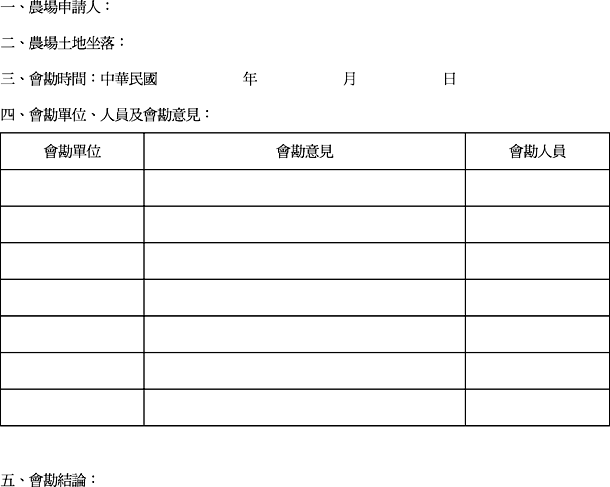 一、農場申請人：
二、農場土地坐落：
三、會勘時間：中華民國　　　　年　　　　月　　　　日
四、會勘單位、人員及會勘意見：
會勘單位　會勘意見　會勘人員
五、會勘結論：